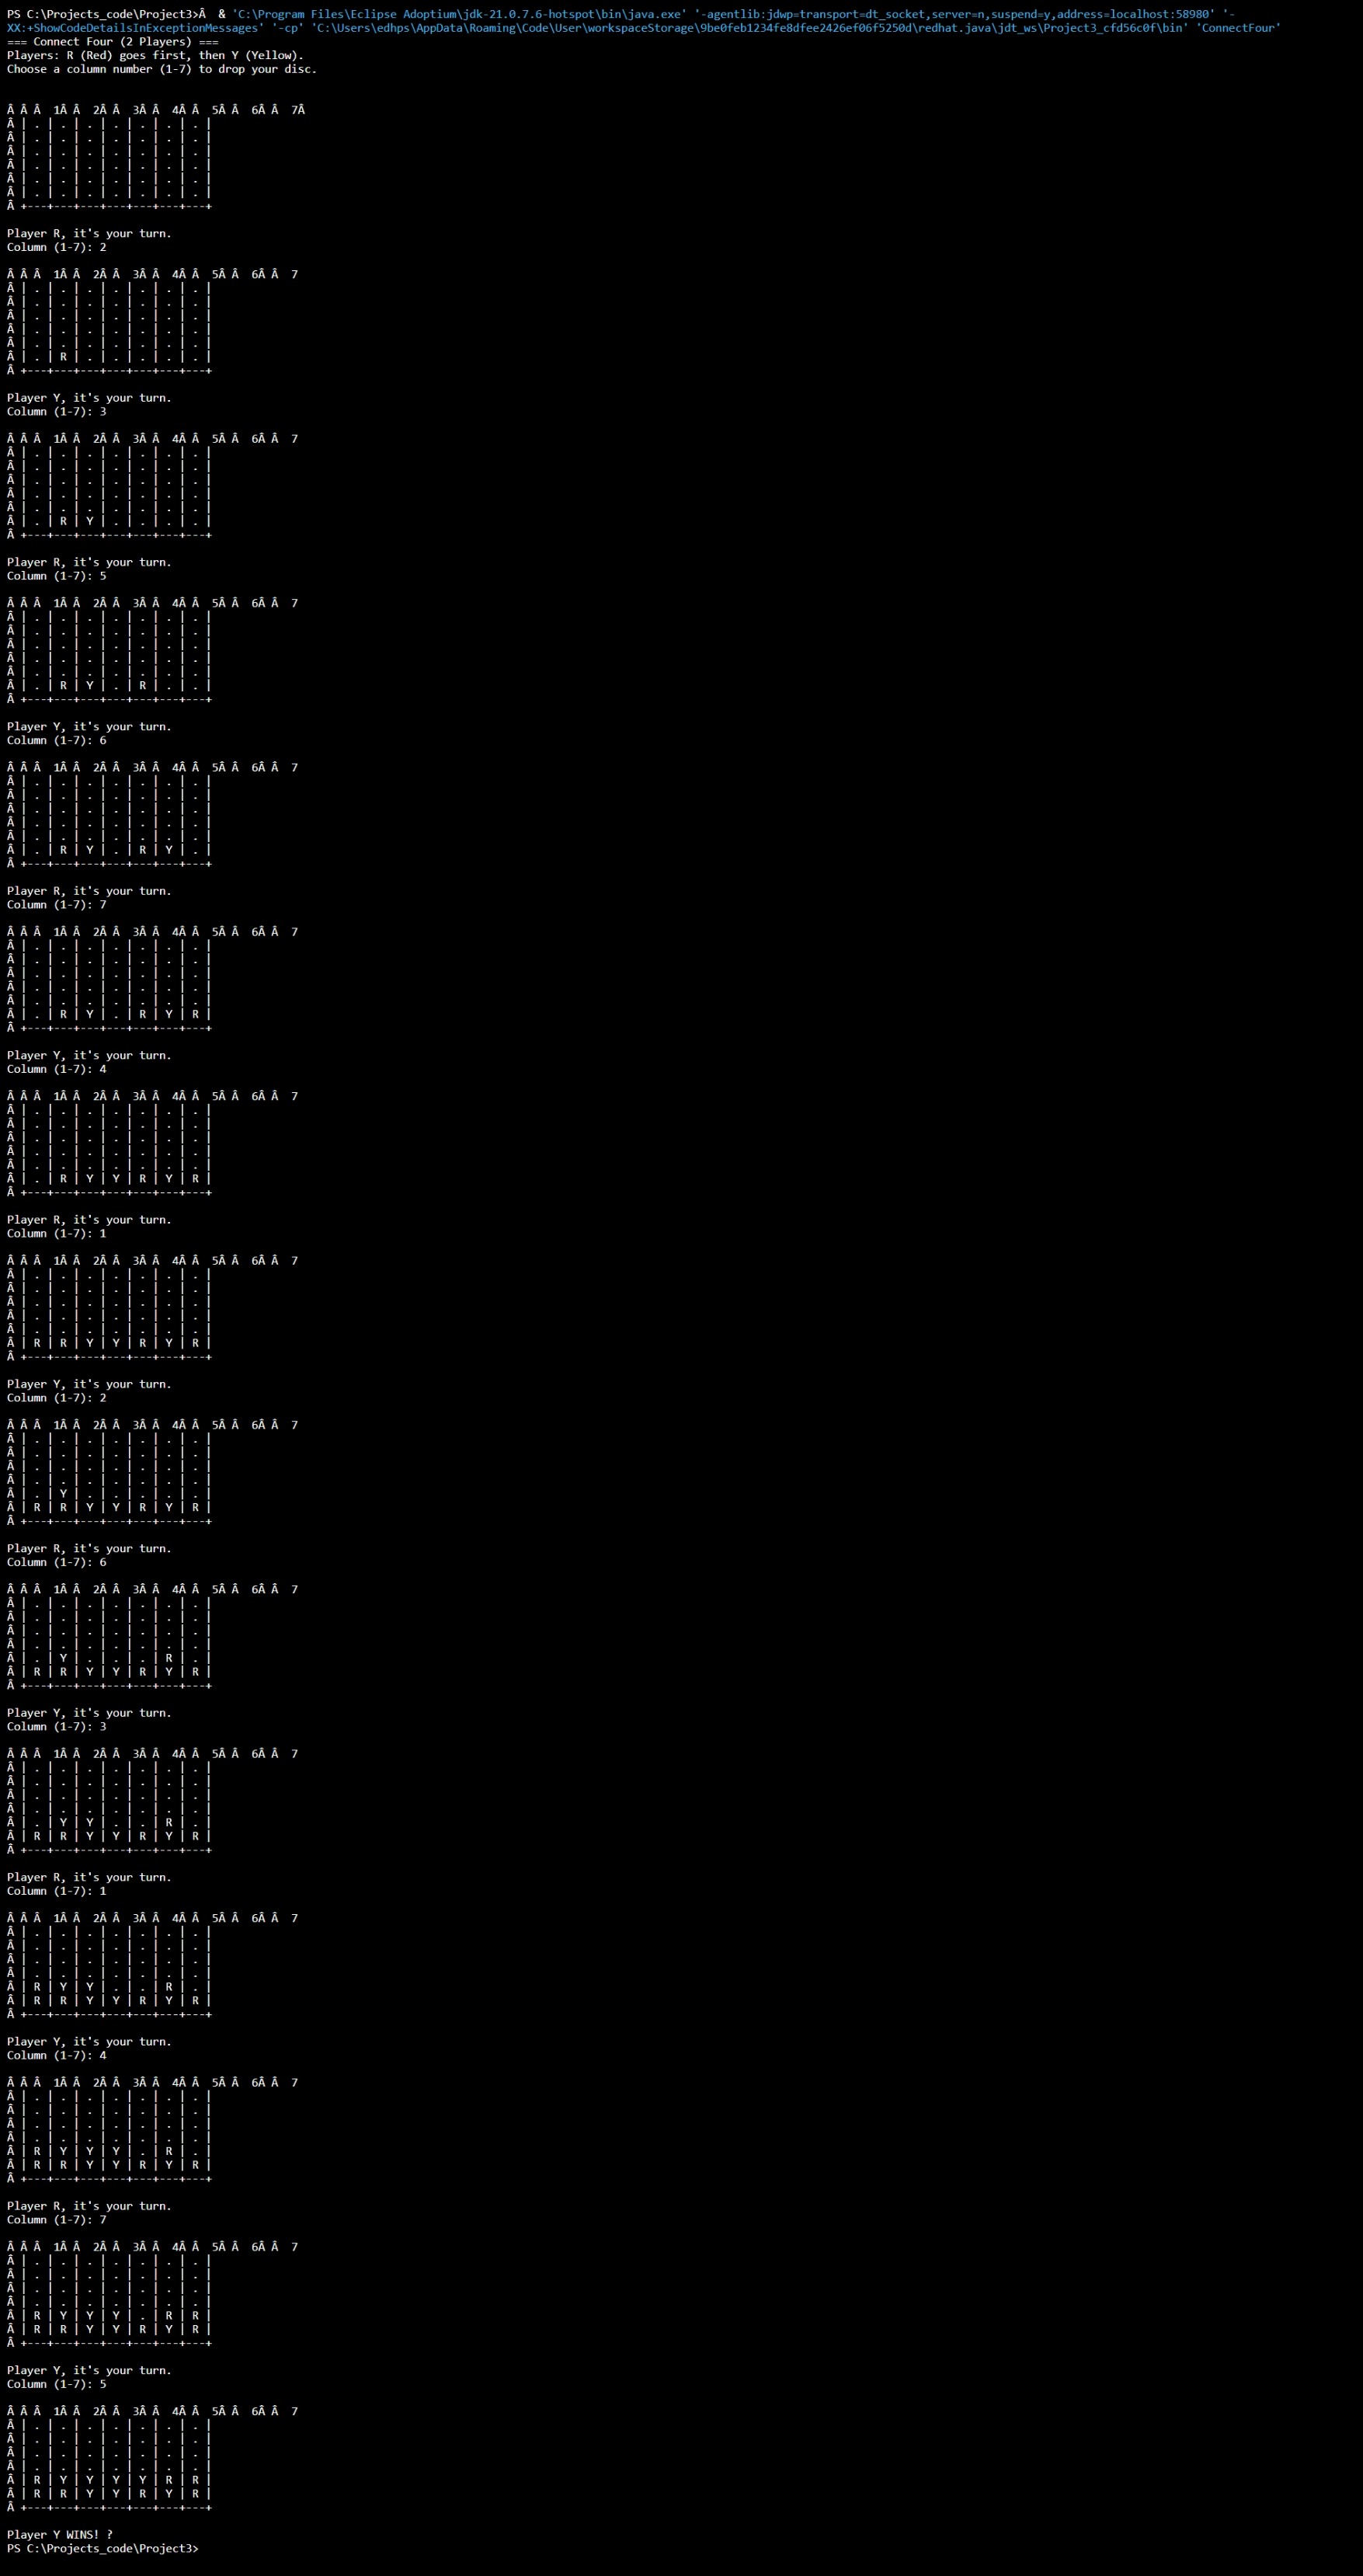 PS C:\Projects_code\Project3>Â  & 'C:\Program Files\Eclipse Adoptium\jdk-21.0.7.6-hotspot\bin\java.exe' '-agentlib:jdwp=transport=dt_socket,server=n,suspend=y,address=localhost:58980' '-
XX:+ShowCodeDetailsInExceptionMessages' '-cp' 'C:\Users\edhps\AppData\Roaming\Code\User\workspaceStorage\9be0feb1234fe8dfee2426ef06f5250d\redhat.java\jdt_ws\Project3_cfd56c0f\bin' 'ConnectFour'
=== Connect Four (2 Players) ===
Players: R (Red) goes first, then Y (Yellow).
Choose a column number (1-7) to drop your disc.
Â Â Â  1Â Â  2Â Â  3Â Â  4Â Â  5Â Â  6Â Â  7Â
Â | . | . | . | . | . | . | . |
Â | . | . | . | . | . | . | . |
Â | . | . | . | . | . | . | . |
Â | . | . | . | . | . | . | . |
Â | . | . | . | . | . | . | . |
Â | . | . | . | . | . | . | . |
Â +---+---+---+---+---+---+---+
Player R, it's your turn.
Column (1-7): 2
Â Â Â  1Â Â  2Â Â  3Â Â  4Â Â  5Â Â  6Â Â  7
Â | . | . | . | . | . | . | . |
Â | . | . | . | . | . | . | . |
Â | . | . | . | . | . | . | . |
Â | . | . | . | . | . | . | . |
Â | . | . | . | . | . | . | . |
Â | . | R | . | . | . | . | . |
Â +---+---+---+---+---+---+---+
Player Y, it's your turn.
Column (1-7): 3
Â Â Â  1Â Â  2Â Â  3Â Â  4Â Â  5Â Â  6Â Â  7
Â | . | . | . | . | . | . | . |
Â | . | . | . | . | . | . | . |
Â | . | . | . | . | . | . | . |
Â | . | . | . | . | . | . | . |
Â | . | . | . | . | . | . | . |
Â | . | R | Y | . | . | . | . |
Â +---+---+---+---+---+---+---+
Player R, it's your turn.
Column (1-7): 5
Â Â Â  1Â Â  2Â Â  3Â Â  4Â Â  5Â Â  6Â Â  7
Â | . | . | . | . | . | . | . |
Â | . | . | . | . | . | . | . |
Â | . | . | . | . | . | . | . |
Â | . | . | . | . | . | . | . |
Â | . | . | . | . | . | . | . |
Â | . | R | Y | . | R | . | . |
Â +---+---+---+---+---+---+---+
Player Y, it's your turn.
Column (1-7): 6
Â Â Â  1Â Â  2Â Â  3Â Â  4Â Â  5Â Â  6Â Â  7
Â | . | . | . | . | . | . | . |
Â | . | . | . | . | . | . | . |
Â | . | . | . | . | . | . | . |
Â | . | . | . | . | . | . | . |
Â | . | . | . | . | . | . | . |
Â | . | R | Y | . | R | Y | . |
Â +---+---+---+---+---+---+---+
Player R, it's your turn.
Column (1-7): 7
Â Â Â  1Â Â  2Â Â  3Â Â  4Â Â  5Â Â  6Â Â  7
Â | . | . | . | . | . | . | . |
Â | . | . | . | . | . | . | . |
Â | . | . | . | . | . | . | . |
Â | . | . | . | . | . | . | . |
Â | . | . | . | . | . | . | . |
Â | . | R | Y | . | R | Y | R |
Â +---+---+---+---+---+---+---+
Player Y, it's your turn.
Column (1-7): 4
Â Â Â  1Â Â  2Â Â  3Â Â  4Â Â  5Â Â  6Â Â  7
Â | . | . | . | . | . | . | . |
Â | . | . | . | . | . | . | . |
Â | . | . | . | . | . | . | . |
Â | . | . | . | . | . | . | . |
Â | . | . | . | . | . | . | . |
Â | . | R | Y | Y | R | Y | R |
Â +---+---+---+---+---+---+---+
Player R, it's your turn.
Column (1-7): 1
Â Â Â  1Â Â  2Â Â  3Â Â  4Â Â  5Â Â  6Â Â  7
Â | . | . | . | . | . | . | . |
Â | . | . | . | . | . | . | . |
Â | . | . | . | . | . | . | . |
Â | . | . | . | . | . | . | . |
Â | . | . | . | . | . | . | . |
Â | R | R | Y | Y | R | Y | R |
Â +---+---+---+---+---+---+---+
Player Y, it's your turn.
Column (1-7): 2
Â Â Â  1Â Â  2Â Â  3Â Â  4Â Â  5Â Â  6Â Â  7
Â | . | . | . | . | . | . | . |
Â | . | . | . | . | . | . | . |
Â | . | . | . | . | . | . | . |
Â | . | . | . | . | . | . | . |
Â | . | Y | . | . | . | . | . |
Â | R | R | Y | Y | R | Y | R |
Â +---+---+---+---+---+---+---+
Player R, it's your turn.
Column (1-7): 6
Â Â Â  1Â Â  2Â Â  3Â Â  4Â Â  5Â Â  6Â Â  7
Â | . | . | . | . | . | . | . |
Â | . | . | . | . | . | . | . |
Â | . | . | . | . | . | . | . |
Â | . | . | . | . | . | . | . |
Â | . | Y | . | . | . | R | . |
Â | R | R | Y | Y | R | Y | R |
Â +---+---+---+---+---+---+---+
Player Y, it's your turn.
Column (1-7): 3
Â Â Â  1Â Â  2Â Â  3Â Â  4Â Â  5Â Â  6Â Â  7
Â | . | . | . | . | . | . | . |
Â | . | . | . | . | . | . | . |
Â | . | . | . | . | . | . | . |
Â | . | . | . | . | . | . | . |
Â | . | Y | Y | . | . | R | . |
Â | R | R | Y | Y | R | Y | R |
Â +---+---+---+---+---+---+---+
Player R, it's your turn.
Column (1-7): 1
Â Â Â  1Â Â  2Â Â  3Â Â  4Â Â  5Â Â  6Â Â  7
Â | . | . | . | . | . | . | . |
Â | . | . | . | . | . | . | . |
Â | . | . | . | . | . | . | . |
Â | . | . | . | . | . | . | . |
Â | R | Y | Y | . | . | R | . |
Â | R | R | Y | Y | R | Y | R |
Â +---+---+---+---+---+---+---+
Player Y, it's your turn.
Column (1-7): 4
Â Â Â  1Â Â  2Â Â  3Â Â  4Â Â  5Â Â  6Â Â  7
Â | . | . | . | . | . | . | . |
Â | . | . | . | . | . | . | . |
Â | . | . | . | . | . | . | . |
Â | . | . | . | . | . | . | . |
Â | R | Y | Y | Y | . | R | . |
Â | R | R | Y | Y | R | Y | R |
Â +---+---+---+---+---+---+---+
Player R, it's your turn.
Column (1-7): 7
Â Â Â  1Â Â  2Â Â  3Â Â  4Â Â  5Â Â  6Â Â  7
Â | . | . | . | . | . | . | . |
Â | . | . | . | . | . | . | . |
Â | . | . | . | . | . | . | . |
Â | . | . | . | . | . | . | . |
Â | R | Y | Y | Y | . | R | R |
Â | R | R | Y | Y | R | Y | R |
Â +---+---+---+---+---+---+---+
Player Y, it's your turn.
Column (1-7): 5
Â Â Â  1Â Â  2Â Â  3Â Â  4Â Â  5Â Â  6Â Â  7
Â | . | . | . | . | . | . | . |
Â | . | . | . | . | . | . | . |
Â | . | . | . | . | . | . | . |
Â | . | . | . | . | . | . | . |
Â | R | Y | Y | Y | Y | R | R |
Â | R | R | Y | Y | R | Y | R |
Â +---+---+---+---+---+---+---+
Player Y WINS! ?
PS C:\Projects_code\Project3>